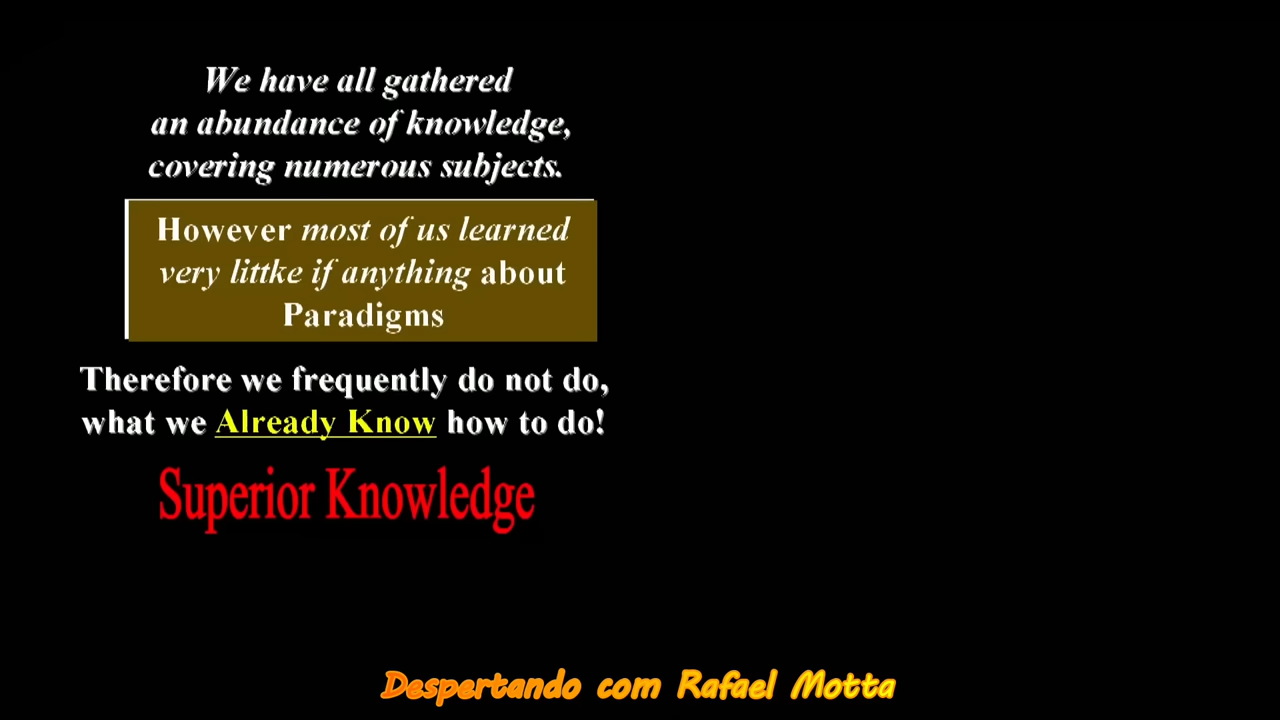 We have all gathered
an abundance of knowledge,
covering numerous subjects.
However most of us learned
very littke if anything about
Paradigms
Therefore we frequently do not do,
what we Already Know how to do!
Superior Knowledge
Despertando com Rafael Motta